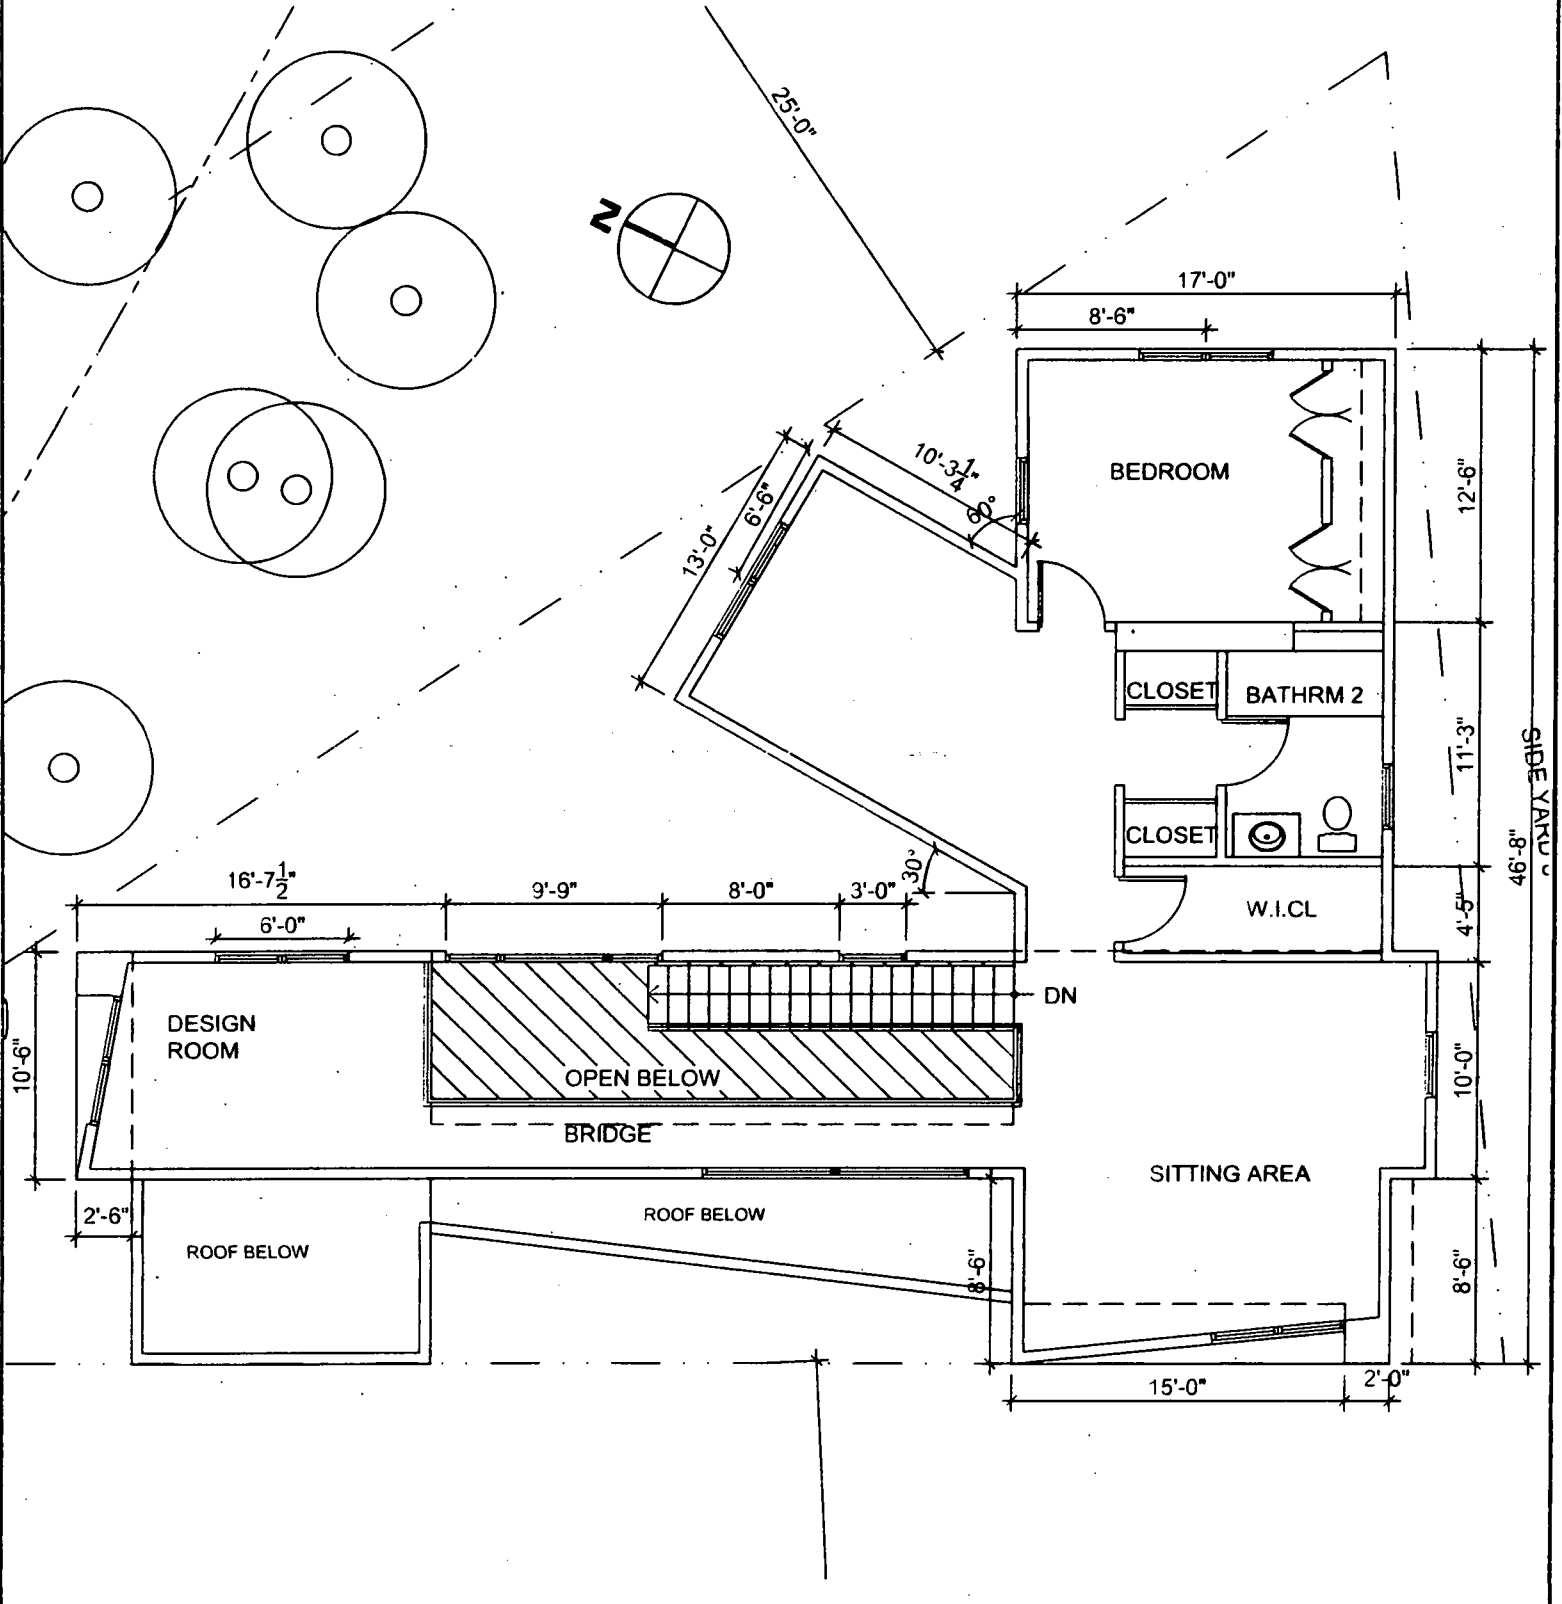 25'-0"
N
17'-0"
8'-6"
10'-3 1/4"
60°
BEDROOM
12'-6"
6'-6"
13'-0"
CLOSET
BATHRM 2
11'-3"
SIDE YARD
46'-8"
CLOSET
30°
16'-7 1/2"
9'-9"
8'-0"
3'-0"
W.I.CL
4'-5"
6'-0"
DN
DESIGN
ROOM
10'-6"
OPEN BELOW
10'-0"
BRIDGE
SITTING AREA
2'-6"
ROOF BELOW
ROOF BELOW
8'-6"
8'-6"
15'-0"
2'-0"